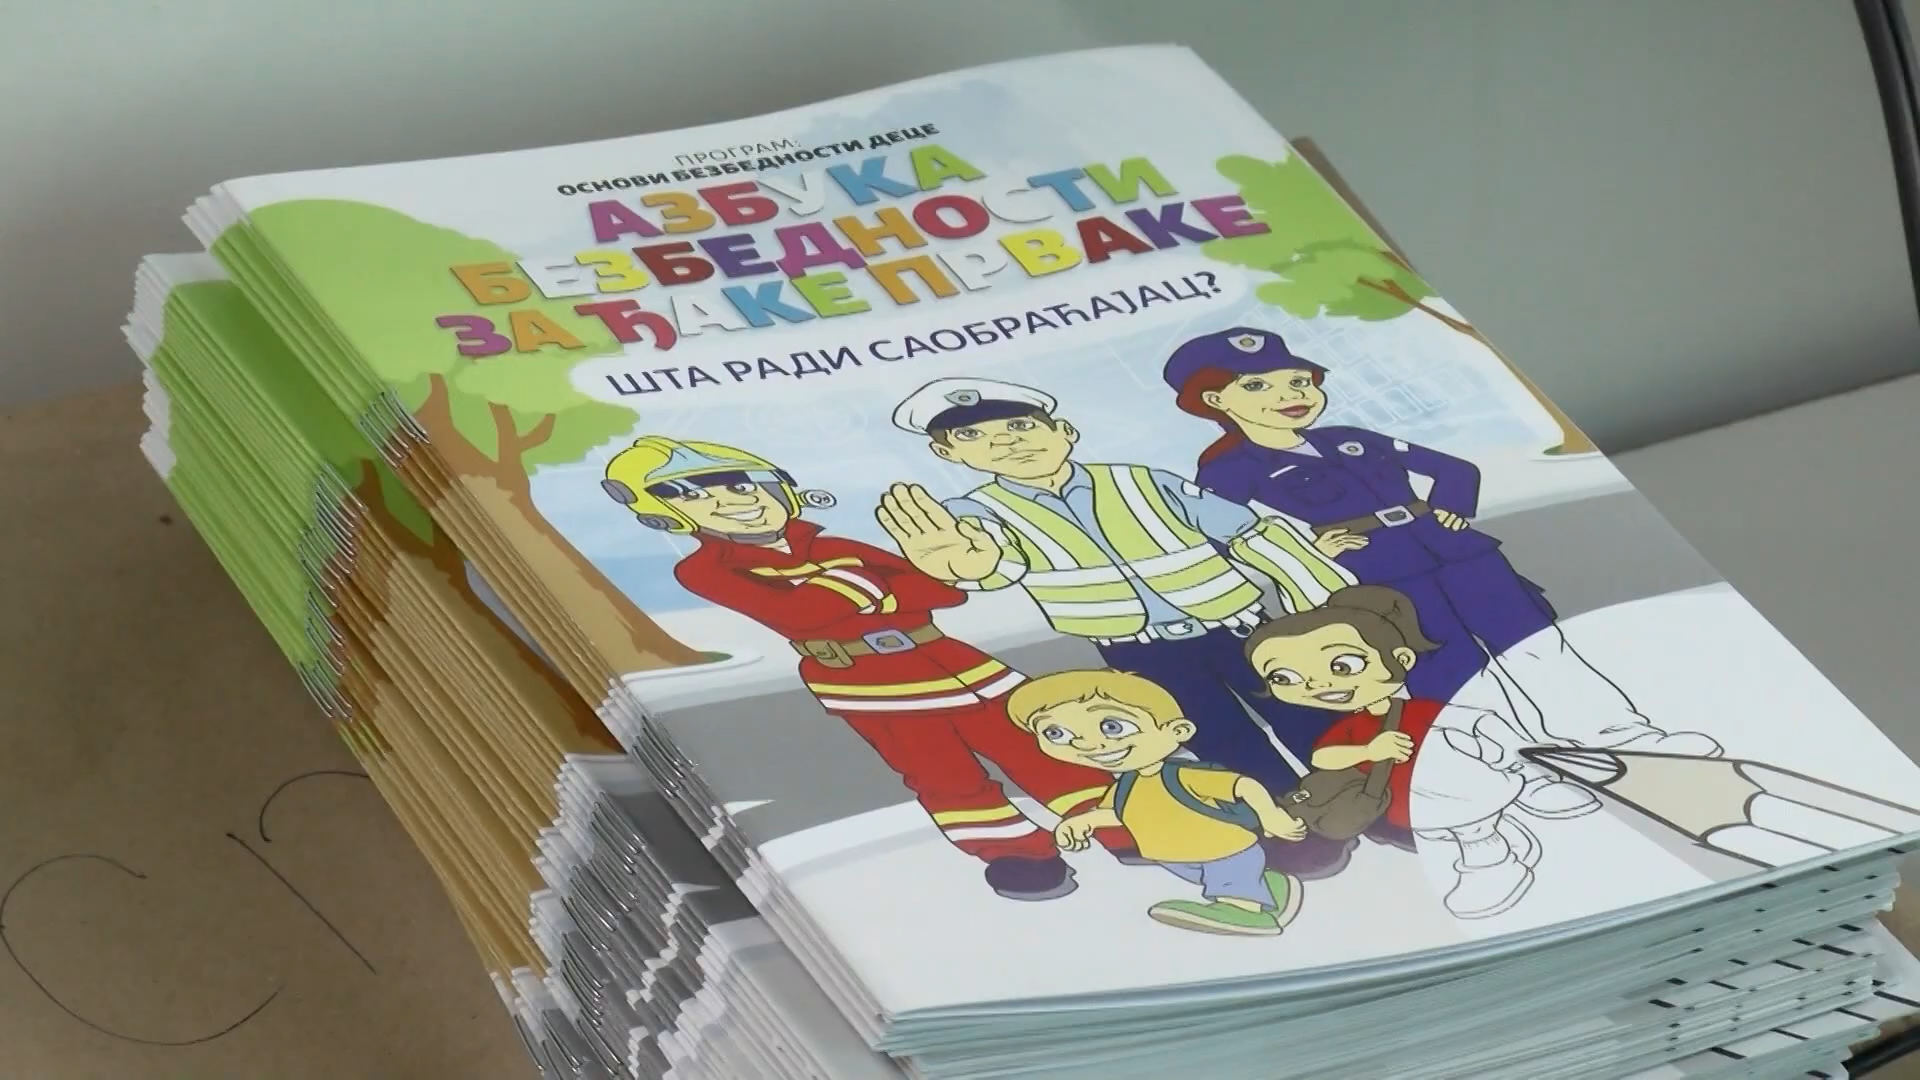 ПРОГРАМ:
ОСНОВИ БЕЗБЕДНОСТИ ДЕЦЕ
АЗБУКА
БЕЗБЕДНОСТИ
ЗА ЂАКЕ ПРВАКЕ
ШТА РАДИ САОБРАЋАЈАЦ?